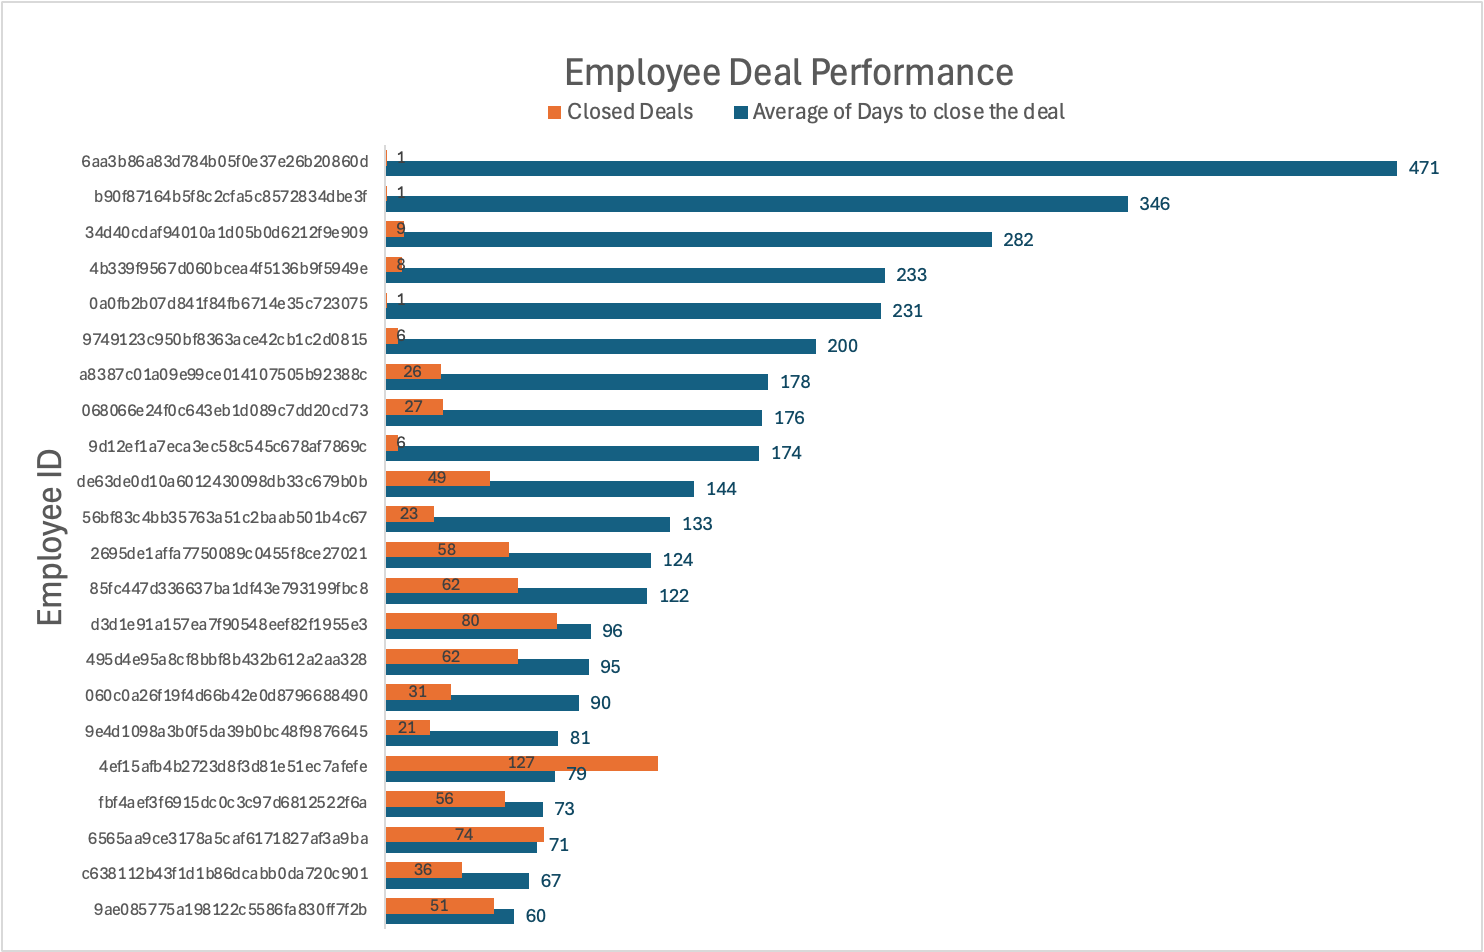 Employee Deal Performance
Closed Deals Average of Days to close the deal
Employee ID
6aa3b86a83d784b05f0e37e26b20860d 1 471
b90f87164b5f8c2cfa5c8572834dbe3f 1 346
34d40cdaf94010a1d05b0d6212f9e909 9 282
4b339f9567d060bcea4f5136b9f5949e 8 233
0a0fb2b07d841f84fb6714e35c723075 1 231
9749123c950bf8363ace42cb1c2d0815 6 200
a8387c01a09e99ce014107505b92388c 26 178
068066e24f0c643eb1d089c7dd20cd73 27 176
9d12ef1a7eca3ec58c545c678af7869c 6 174
de63de0d10a6012430098db33c679b0b 49 144
56bf83c4bb35763a51c2baab501b4c67 23 133
2695de1affa7750089c0455f8ce27021 58 124
85fc447d336637ba1df43e793199fbc8 62 122
d3d1e91a157ea7f90548eef82f1955e3 80 96
495d4e95a8cf8bbf8b432b612a2aa328 62 95
060c0a26f19f4d66b42e0d8796688490 31 90
9e4d1098a3b0f5da39b0bc48f9876645 21 81
4ef15afb4b2723d8f3d81e51ec7afefe 127 79
fbf4aef3f6915dc0c3c97d6812522f6a 56 73
6565aa9ce3178a5caf6171827af3a9ba 74 71
c638112b43f1d1b86dcabb0da720c901 36 67
9ae085775a198122c5586fa830ff7f2b 51 60